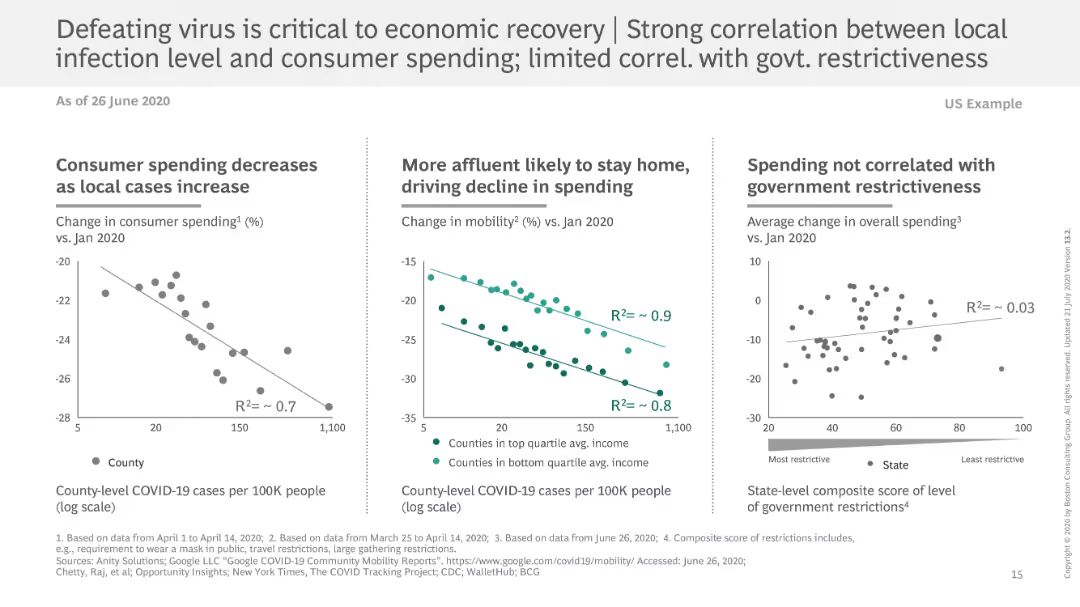 Defeating virus is critical to economic recovery | Strong correlation between local
infection level and consumer spending; limited correl. with govt. restrictiveness
As of 26 June 2020
US Example
Consumer spending decreases
as local cases increase
Change in consumer spending¹ (%)
vs. Jan 2020
-20
-22
-24
-26
-28
5
20
150
1,100
R²= ~ 0.7
County
County-level COVID-19 cases per 100K people
(log scale)
More affluent likely to stay home,
driving decline in spending
Change in mobility² (%) vs. Jan 2020
-15
-20
-25
-30
-35
5
20
150
1,100
R²= ~ 0.9
R²= ~ 0.8
Counties in top quartile avg. income
Counties in bottom quartile avg. income
County-level COVID-19 cases per 100K people
(log scale)
Spending not correlated with
government restrictiveness
Average change in overall spending³
vs. Jan 2020
10
0
-10
-20
-30
20
40
60
80
100
R²= ~ 0.03
Most restrictive
State
Least restrictive
State-level composite score of level
of government restrictions⁴
1. Based on data from April 1 to April 14, 2020; 2. Based on data from March 25 to April 14, 2020; 3. Based on data from June 26, 2020; 4. Composite score of restrictions includes,
e.g., requirement to wear a mask in public, travel restrictions, large gathering restrictions.
Sources: Anity Solutions; Google LLC "Google COVID-19 Community Mobility Reports". https://www.google.com/covid19/mobility/ Accessed: June 26, 2020;
Chetty, Raj, et al; Opportunity Insights; New York Times, The COVID Tracking Project; CDC; WalletHub; BCG
15
Copyright © 2020 by Boston Consulting Group. All rights reserved. Updated 21 July 2020 Version 13.2.